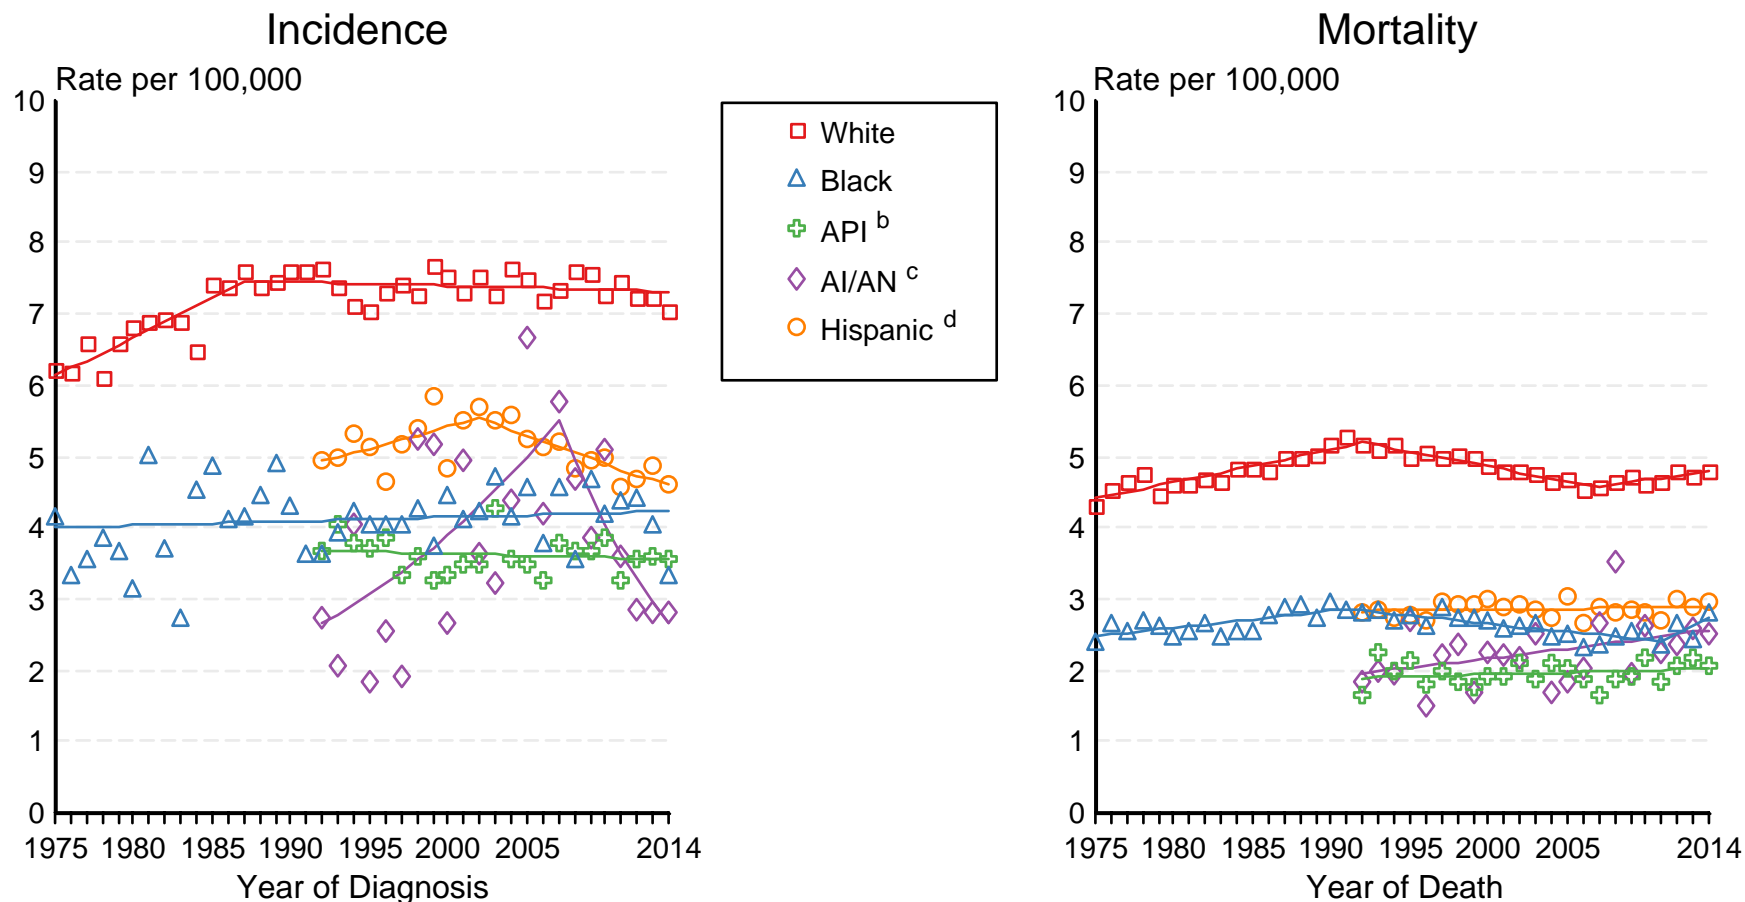 Incidence
Rate per 100,000
10
9
8
7
6
5
4
3
2
1
0
1975 1980 1985 1990 1995 2000 2005 2014
Year of Diagnosis
White
Black
API b
AI/AN c
Hispanic d
Mortality
Rate per 100,000
10
9
8
7
6
5
4
3
2
1
0
1975 1980 1985 1990 1995 2000 2005 2014
Year of Death